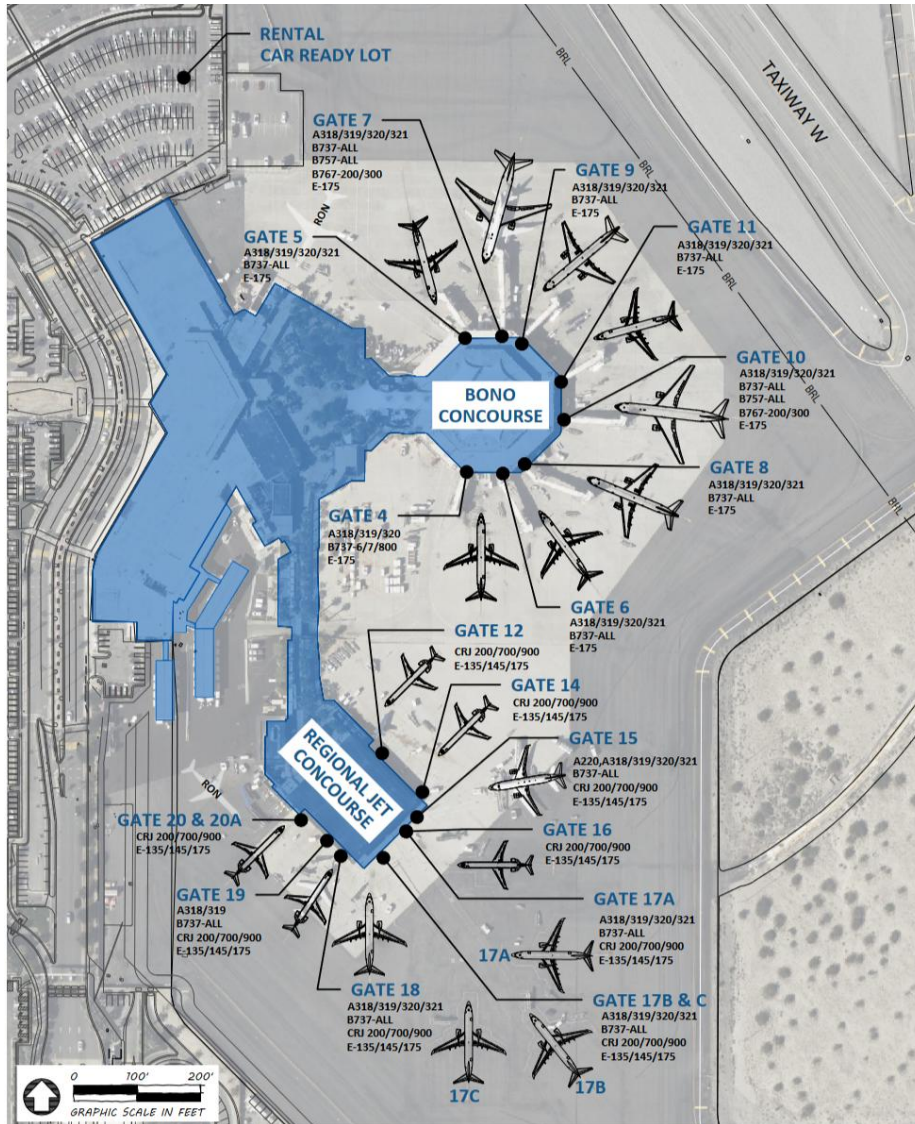 RENTAL
CAR READY LOT
BRL
TAXIWAY W
GATE 7
A318/319/320/321
B737-ALL
B757-ALL
B767-200/300
E-175
GATE 9
A318/319/320/321
B737-ALL
E-175
BRL
RON
GATE 5
A318/319/320/321
B737-ALL
E-175
GATE 11
A318/319/320/321
B737-ALL
E-175
BRL
BONO
CONCOURSE
GATE 10
A318/319/320/321
B737-ALL
B757-ALL
B767-200/300
E-175
BRL
GATE 8
A318/319/320/321
B737-ALL
E-175
BRL
GATE 4
A318/319/320
B737-6/7/800
E-175
GATE 6
A318/319/320/321
B737-ALL
E-175
GATE 12
CRJ 200/700/900
E-135/145/175
GATE 14
CRJ 200/700/900
E-135/145/175
REGIONAL JET
CONCOURSE
GATE 15
A220,A318/319/320/321
B737-ALL
CRJ 200/700/900
E-135/145/175
RON
GATE 20 & 20A
CRJ 200/700/900
E-135/145/175
GATE 16
CRJ 200/700/900
E-135/145/175
GATE 19
A318/319
B737-ALL
CRJ 200/700/900
E-135/145/175
GATE 17A
A318/319/320/321
B737-ALL
CRJ 200/700/900
E-135/145/175
17A
GATE 18
A318/319/320/321
B737-ALL
CRJ 200/700/900
E-135/145/175
GATE 17B & C
A318/319/320/321
B737-ALL
CRJ 200/700/900
E-135/145/175
17C
17B
0 100' 200'
GRAPHIC SCALE IN FEET